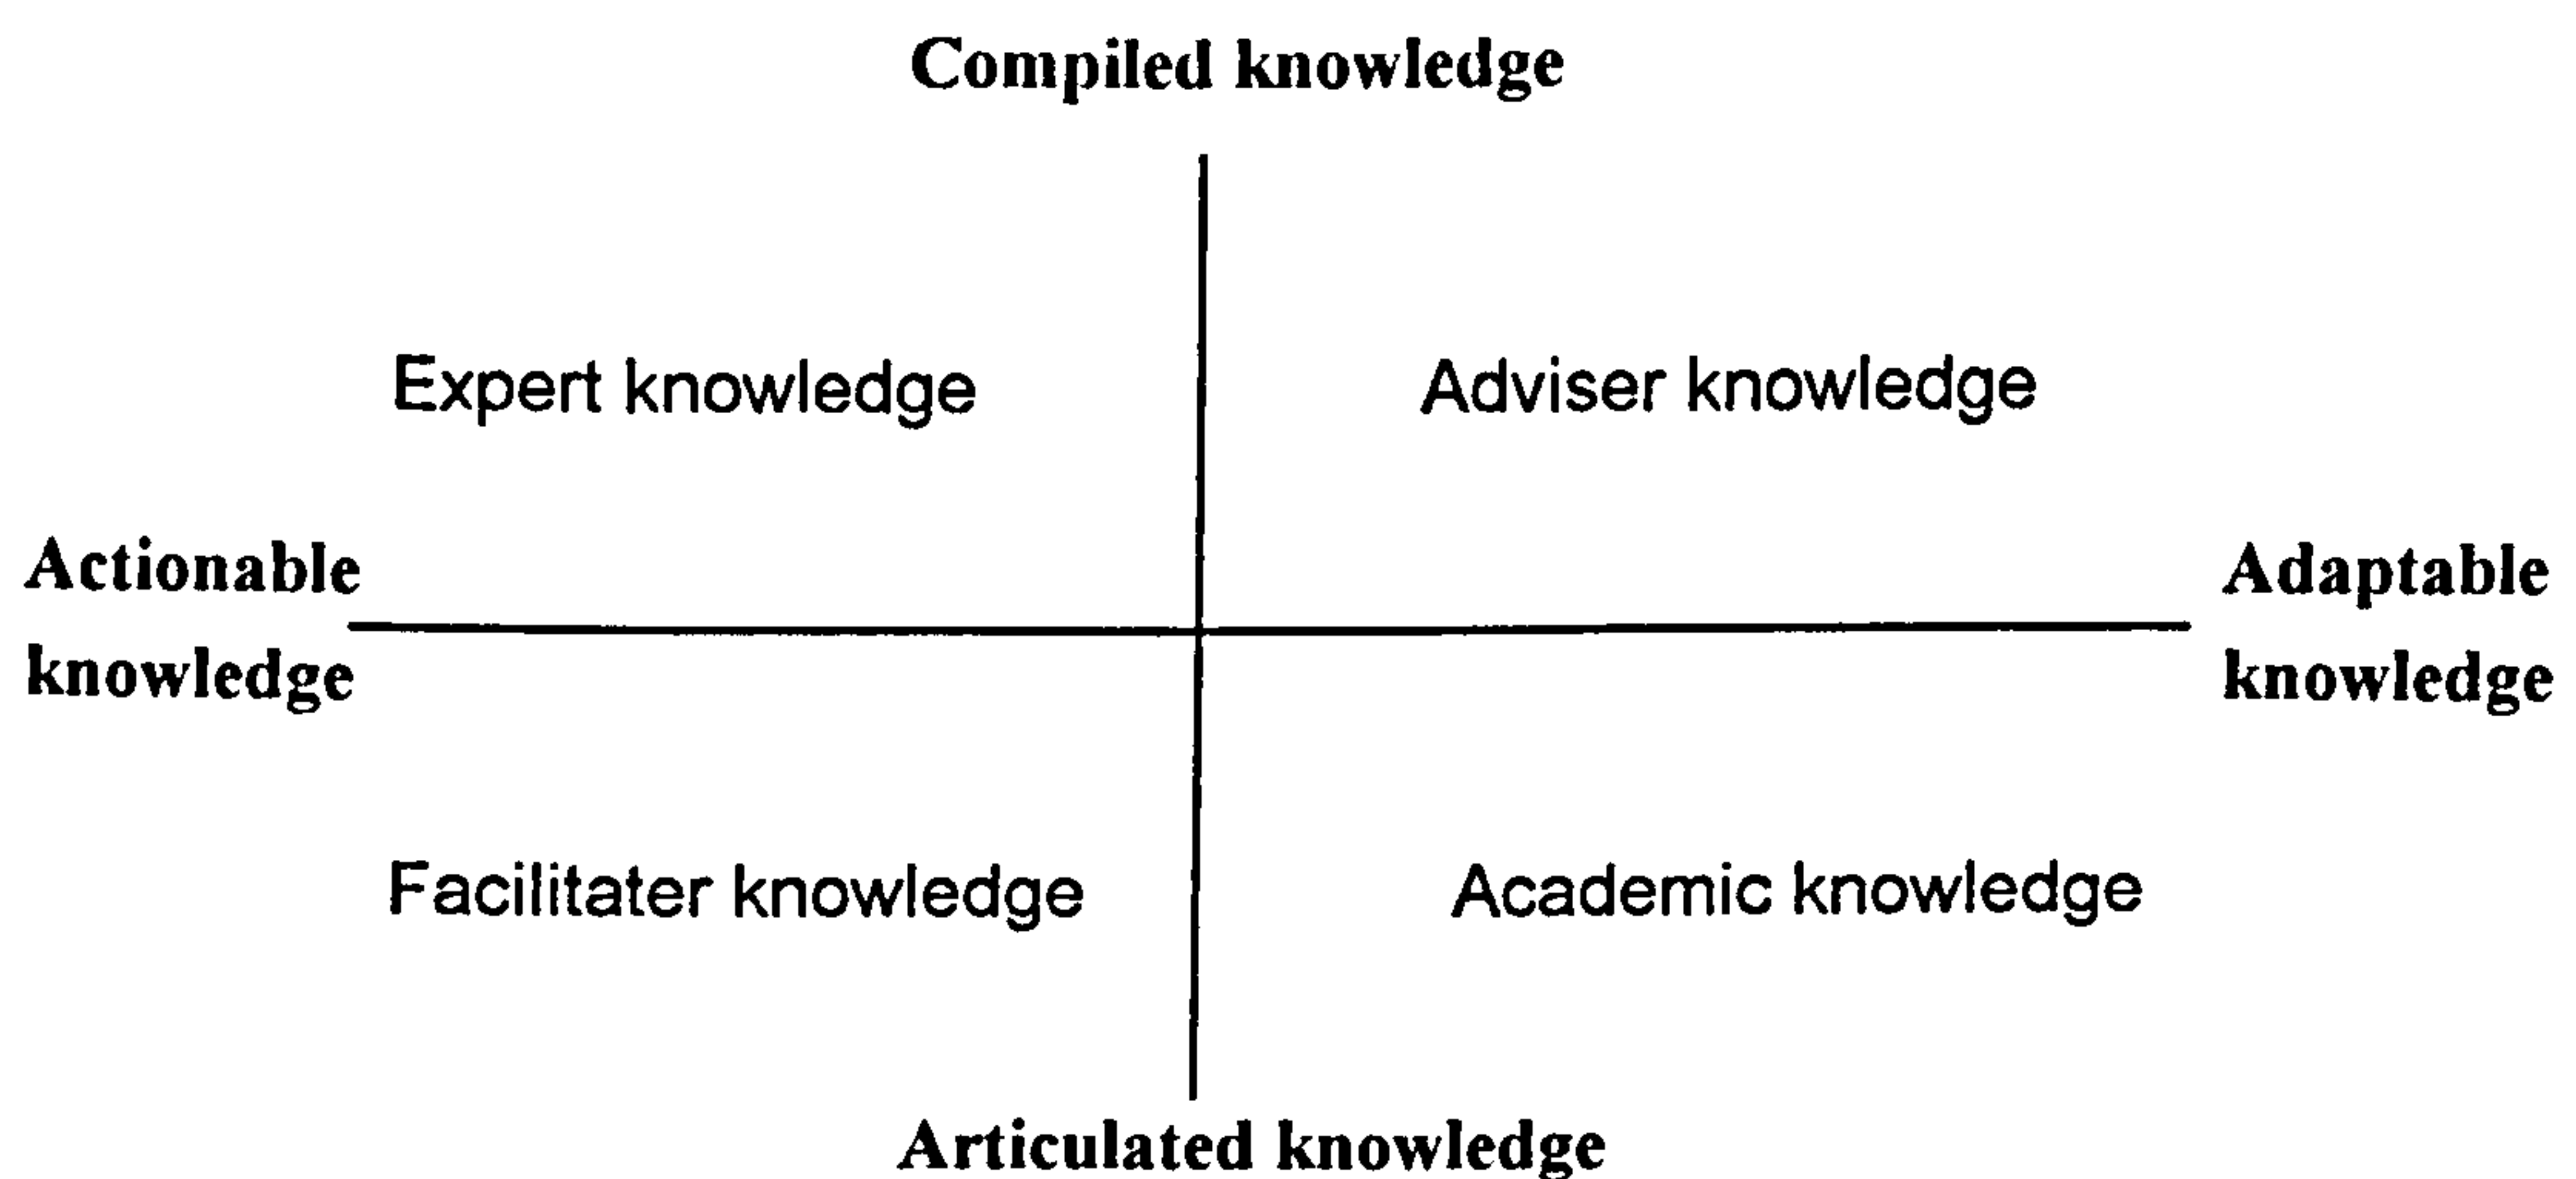 Compiled knowledge
Expert knowledge
Adviser knowledge
Actionable
knowledge
Adaptable
knowledge
Facilitater knowledge
Academic knowledge
Articulated knowledge